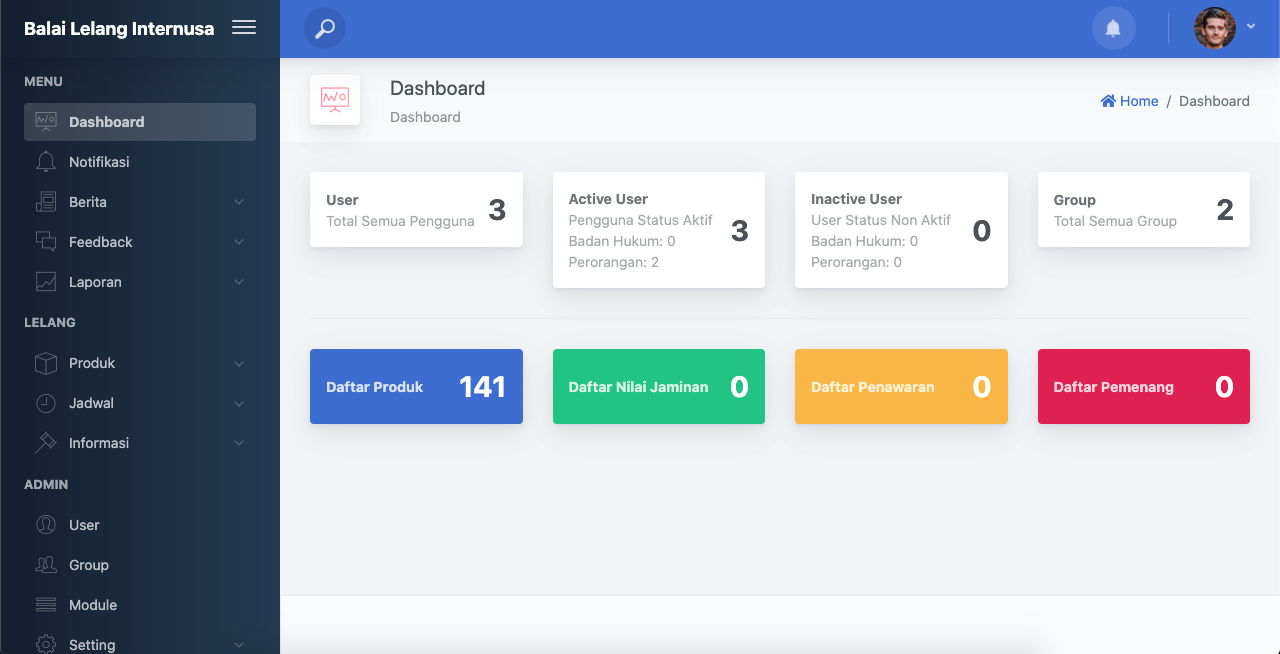 Balai Lelang Internusa
MENU
Dashboard
Notifikasi
Berita
Feedback
Laporan
LELANG
Produk
Jadwal
Informasi
ADMIN
User
Group
Module
Setting
Dashboard
Dashboard
Home / Dashboard
User
Total Semua Pengguna
3
Active User
Pengguna Status Aktif
Badan Hukum: 0
Perorangan: 2
3
Inactive User
User Status Non Aktif
Badan Hukum: 0
Perorangan: 0
0
Group
Total Semua Group
2
Daftar Produk 141
Daftar Nilai Jaminan 0
Daftar Penawaran 0
Daftar Pemenang 0